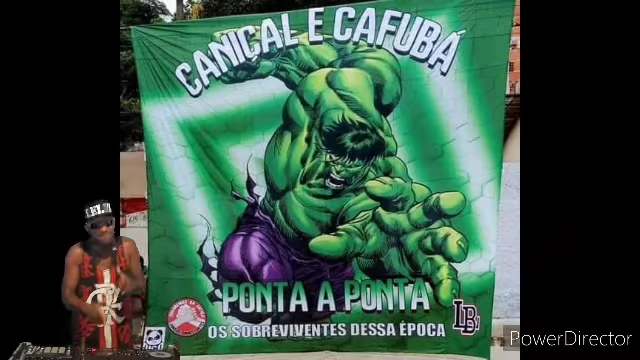 CANIÇAL E CAFUBÁ
PONTA A PONTA
OS SOBREVIVENTES DESSA ÉPOCA
LB
PowerDirector